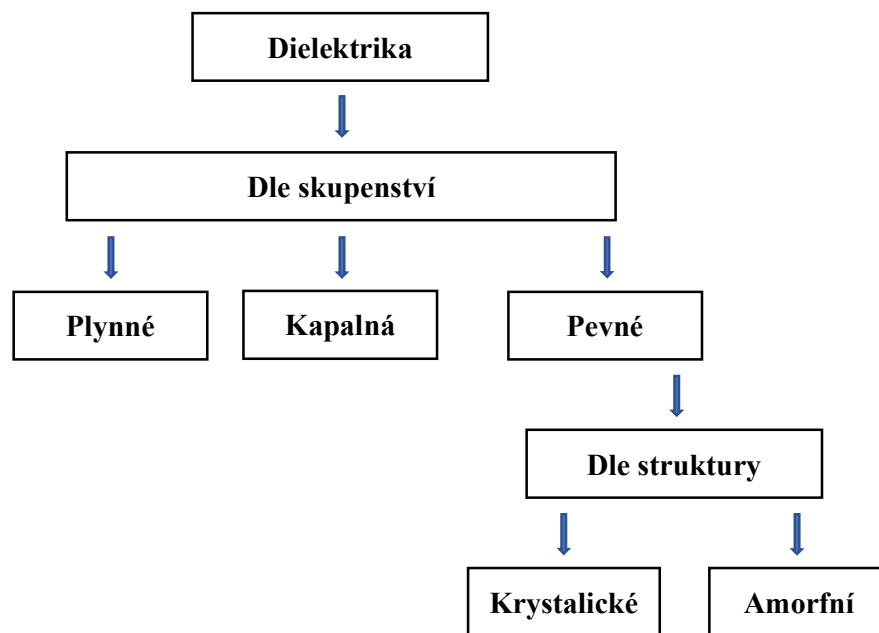 Dielektrika
Dle skupenství
Plynné
Kapalná
Pevné
Dle struktury
Krystalické
Amorfní